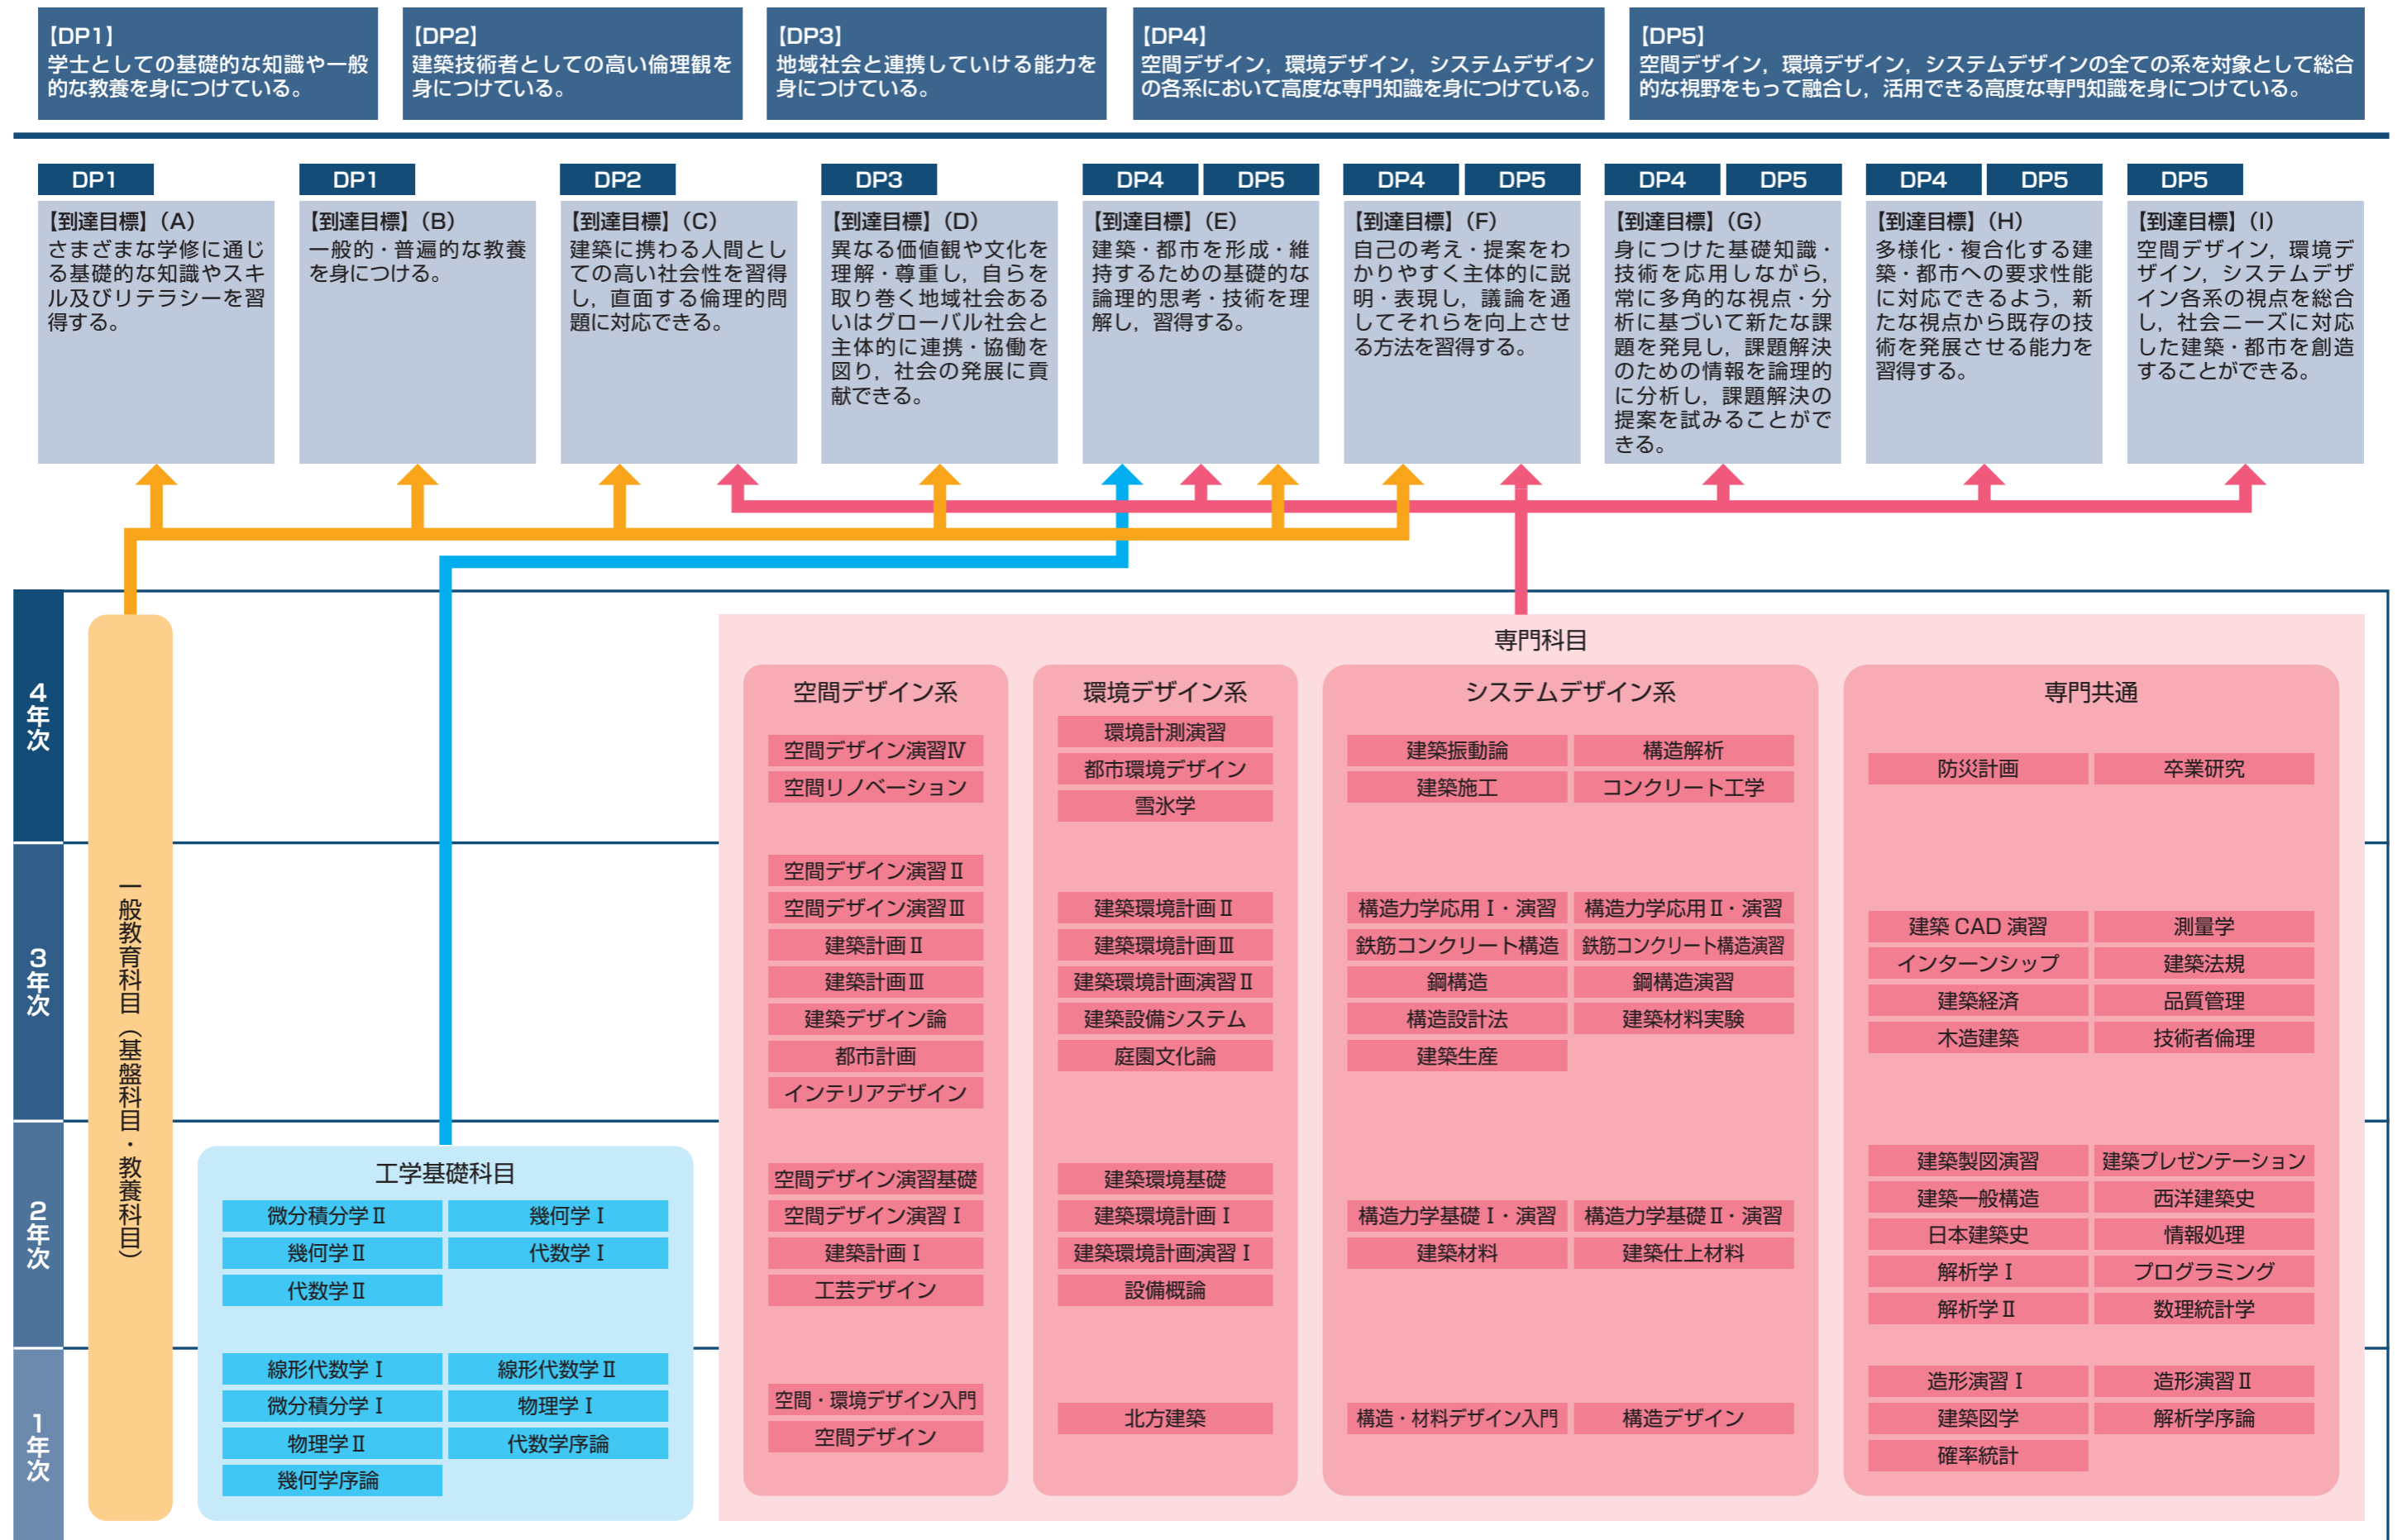 【DP1】
学士としての基礎的な知識や一般
的な教養を身につけている。
【DP2】
建築技術者としての高い倫理観を
身につけている。
【DP3】
地域社会と連携していける能力を
身につけている。
【DP4】
空間デザイン，環境デザイン，システムデザイン
の各系において高度な専門知識を身につけている。
【DP5】
空間デザイン，環境デザイン，システムデザインの全ての系を対象として総合
的な視野をもって融合し，活用できる高度な専門知識を身につけている。
DP1
【到達目標】（A）
さまざまな学修に通じ
る基礎的な知識やスキ
ル及びリテラシーを習
得する。
DP1
【到達目標】（B）
一般的・普遍的な教養
を身につける。
DP2
【到達目標】（C）
建築に携わる人間とし
ての高い社会性を習得
し，直面する倫理的問
題に対応できる。
DP3
【到達目標】（D）
異なる価値観や文化を
理解・尊重し，自らを
取り巻く地域社会ある
いはグローバル社会と
主体的に連携・協働を
図り，社会の発展に貢
献できる。
DP4
DP5
【到達目標】（E）
建築・都市を形成・維
持するための基礎的な
論理的思考・技術を理
解し，習得する。
DP4
DP5
【到達目標】（F）
自己の考え・提案をわ
かりやすく主体的に説
明・表現し，議論を通
してそれらを向上させ
る方法を習得する。
DP4
DP5
【到達目標】（G）
身につけた基礎知識・
技術を応用しながら，
常に多角的な視点・分
析に基づいて新たな課
題を発見し，課題解決
のための情報を論理的
に分析し，課題解決の
提案を試みることがで
きる。
DP4
DP5
【到達目標】（H）
多様化・複合化する建
築・都市への要求性能
に対応できるよう，新
たな視点から既存の技
術を発展させる能力を
習得する。
DP5
【到達目標】（I）
空間デザイン，環境デ
ザイン，システムデザ
イン各系の視点を総合
し，社会ニーズに対応
した建築・都市を創造
することができる。
4年次
3年次
2年次
1年次
一般教育科目（基盤科目・教養科目）
工学基礎科目
微分積分学Ⅱ
幾何学Ⅰ
幾何学Ⅱ
代数学Ⅰ
代数学Ⅱ
線形代数学Ⅰ
線形代数学Ⅱ
微分積分学Ⅰ
物理学Ⅰ
物理学Ⅱ
代数学序論
幾何学序論
専門科目
空間デザイン系
空間デザイン演習Ⅳ
空間リノベーション
空間デザイン演習Ⅱ
空間デザイン演習Ⅲ
建築計画Ⅱ
建築計画Ⅲ
建築デザイン論
都市計画
インテリアデザイン
空間デザイン演習基礎
空間デザイン演習Ⅰ
建築計画Ⅰ
工芸デザイン
空間・環境デザイン入門
空間デザイン
環境デザイン系
環境計測演習
都市環境デザイン
雪氷学
建築環境計画Ⅱ
建築環境計画Ⅲ
建築環境計画演習Ⅱ
建築設備システム
庭園文化論
建築環境基礎
建築環境計画Ⅰ
建築環境計画演習Ⅰ
設備概論
北方建築
システムデザイン系
建築振動論
構造解析
建築施工
コンクリート工学
構造力学応用Ⅰ・演習
構造力学応用Ⅱ・演習
鉄筋コンクリート構造
鉄筋コンクリート構造演習
鋼構造
鋼構造演習
構造設計法
建築材料実験
建築生産
構造力学基礎Ⅰ・演習
構造力学基礎Ⅱ・演習
建築材料
建築仕上材料
構造・材料デザイン入門
構造デザイン
専門共通
防災計画
卒業研究
建築 CAD 演習
測量学
インターンシップ
建築法規
建築経済
品質管理
木造建築
技術者倫理
建築製図演習
建築プレゼンテーション
建築一般構造
西洋建築史
日本建築史
情報処理
解析学Ⅰ
プログラミング
解析学Ⅱ
数理統計学
造形演習Ⅰ
造形演習Ⅱ
建築図学
解析学序論
確率統計